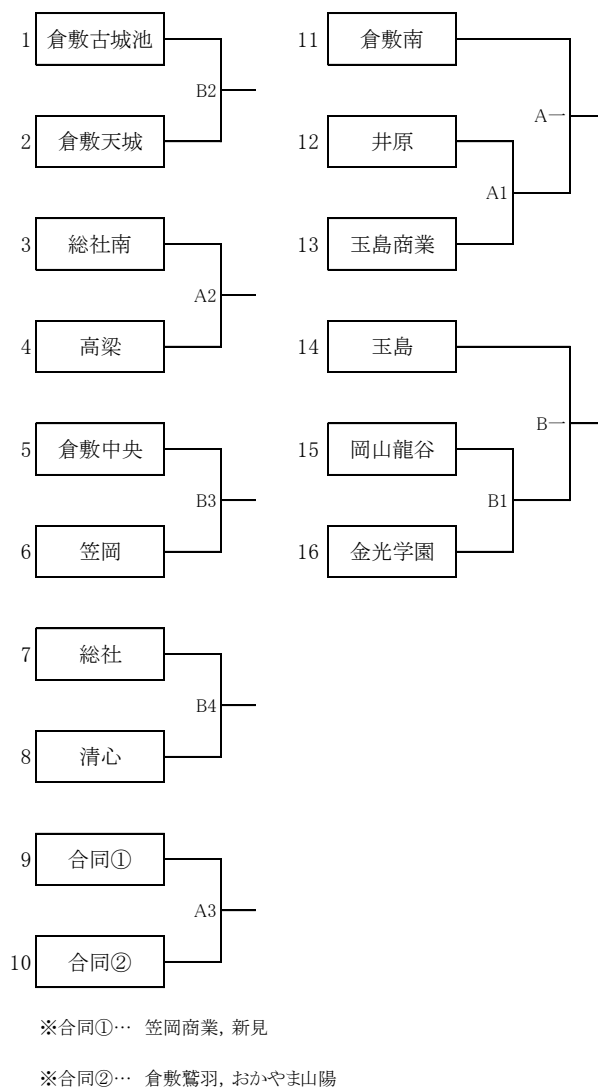 1 倉敷古城池
B2
2 倉敷天城
3 総社南
A2
4 高梁
5 倉敷中央
B3
6 笠岡
7 総社
B4
8 清心
9 合同①
A3
10 合同②
11 倉敷南
A一
12 井原
A1
13 玉島商業
14 玉島
B一
15 岡山龍谷
B1
16 金光学園
※合同①… 笠岡商業, 新見
※合同②… 倉敷鷲羽, おかやま山陽